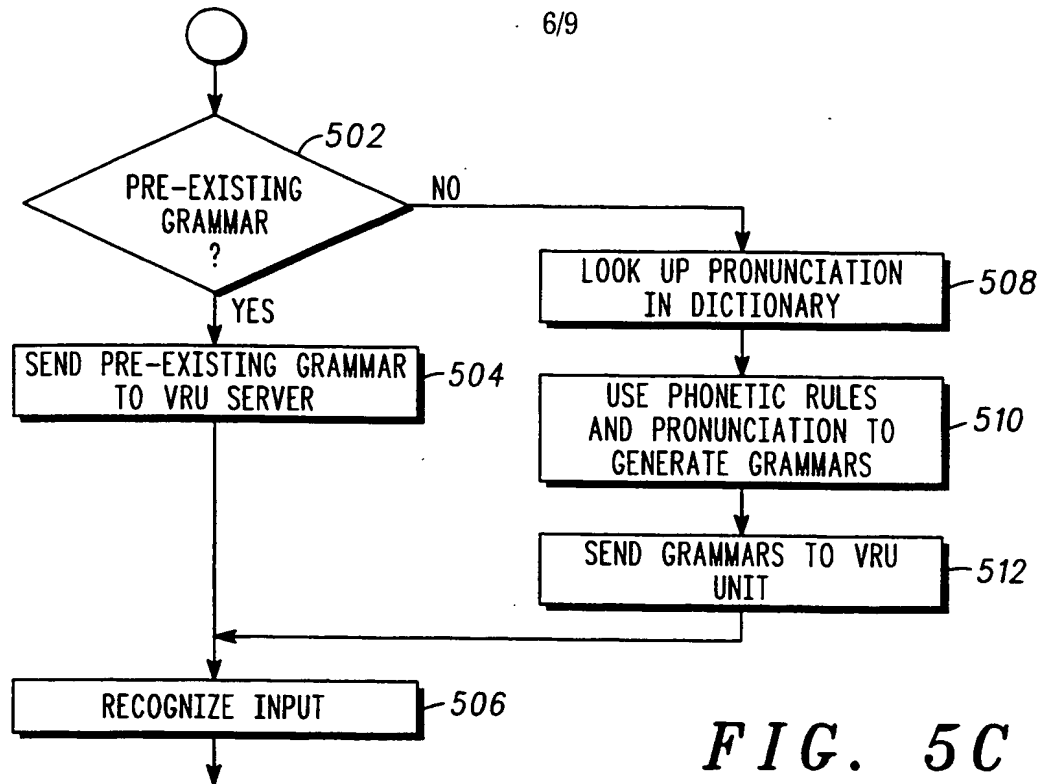 6/9
502
PRE-EXISTING
GRAMMAR
?
NO
YES
SEND PRE-EXISTING GRAMMAR
TO VRU SERVER
504
LOOK UP PRONUNCIATION
IN DICTIONARY
508
USE PHONETIC RULES
AND PRONUNCIATION TO
GENERATE GRAMMARS
510
SEND GRAMMARS TO VRU
UNIT
512
RECOGNIZE INPUT
506
FIG. 5C